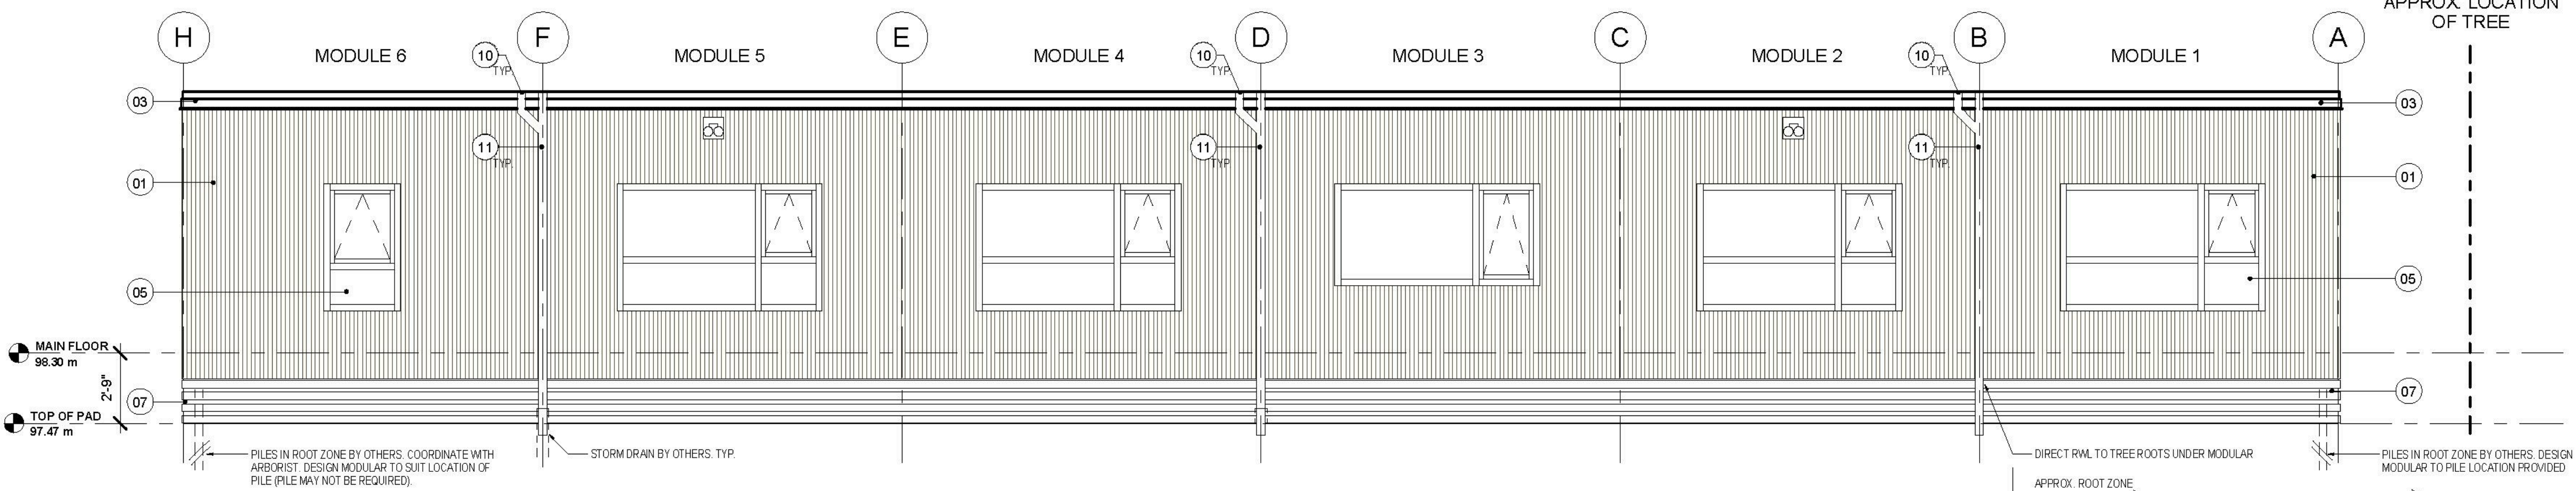 APPROX. LOCATION
OF TREE
H
MODULE 6
F
MODULE 5
E
MODULE 4
D
MODULE 3
C
MODULE 2
B
MODULE 1
A
10
TYP.
10
TYP.
10
TYP.
03
03
11
TYP.
11
TYP
11
TYP.
01
01
05
05
MAIN FLOOR
98.30 m
2'-9"
07
07
TOP OF PAD
97.47 m
PILES IN ROOT ZONE BY OTHERS. COORDINATE WITH
ARBORIST. DESIGN MODULAR TO SUIT LOCATION OF
PILE (PILE MAY NOT BE REQUIRED).
STORM DRAIN BY OTHERS. TYP.
DIRECT RWL TO TREE ROOTS UNDER MODULAR
APPROX. ROOT ZONE
PILES IN ROOT ZONE BY OTHERS. DESIGN
MODULAR TO PILE LOCATION PROVIDED